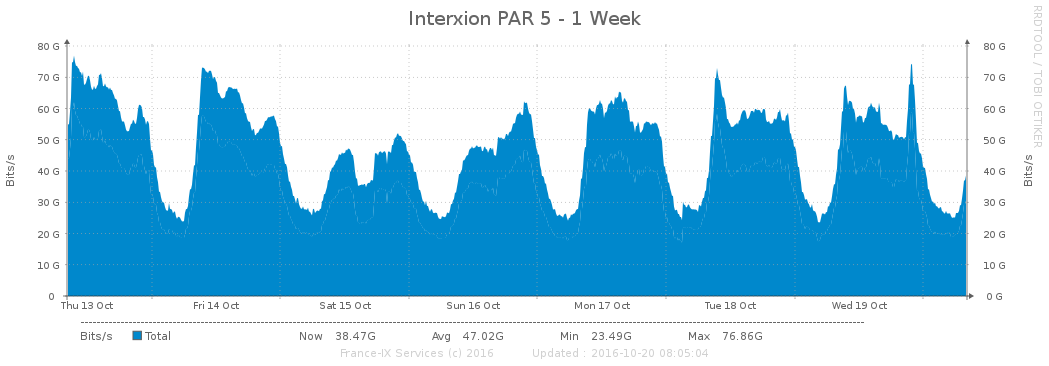 Interxion PAR 5 - 1 Week
RRDTOOL / TOBI OETIKER
Bits/s
80 G 80 G
70 G 70 G
60 G 60 G
50 G 50 G
40 G 40 G
30 G 30 G
20 G 20 G
10 G 10 G
0 0 G
Bits/s
Thu 13 Oct Fri 14 Oct Sat 15 Oct Sun 16 Oct Mon 17 Oct Tue 18 Oct Wed 19 Oct
Bits/s Total Now 38.47G Avg 47.02G Min 23.49G Max 76.86G
France-IX Services (c) 2016 Updated : 2016-10-20 08:05:04